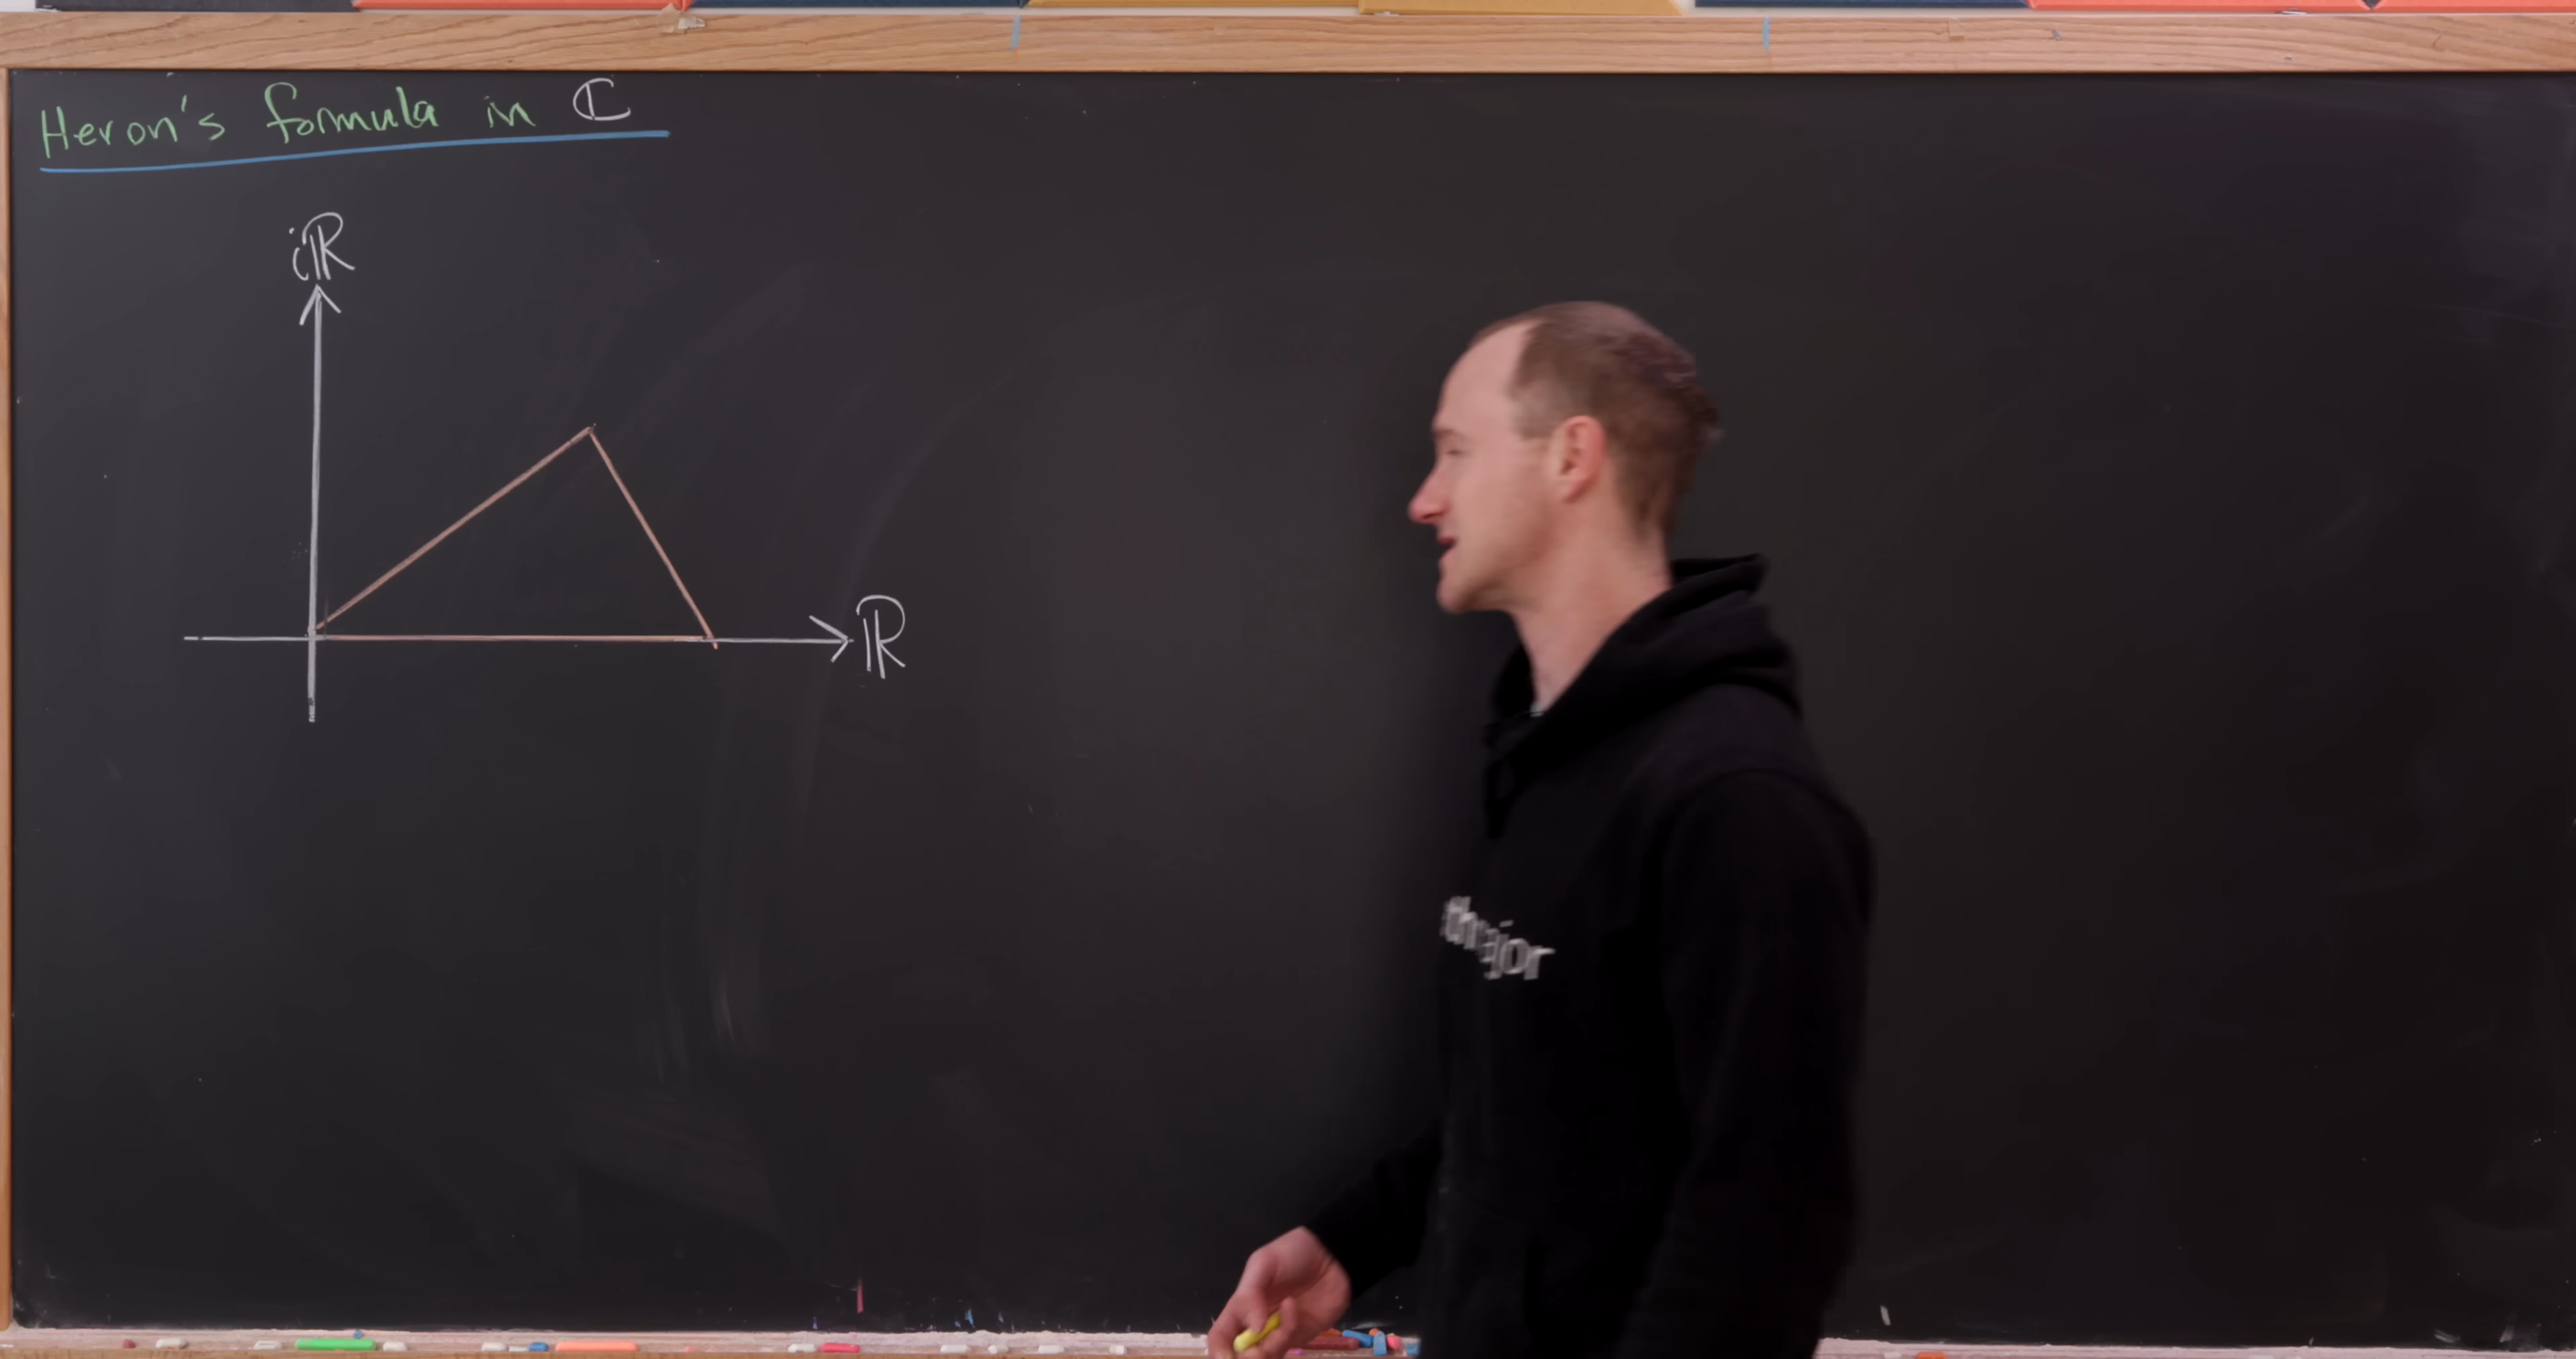 Heron's formula in ℂ
iℝ
ℝ